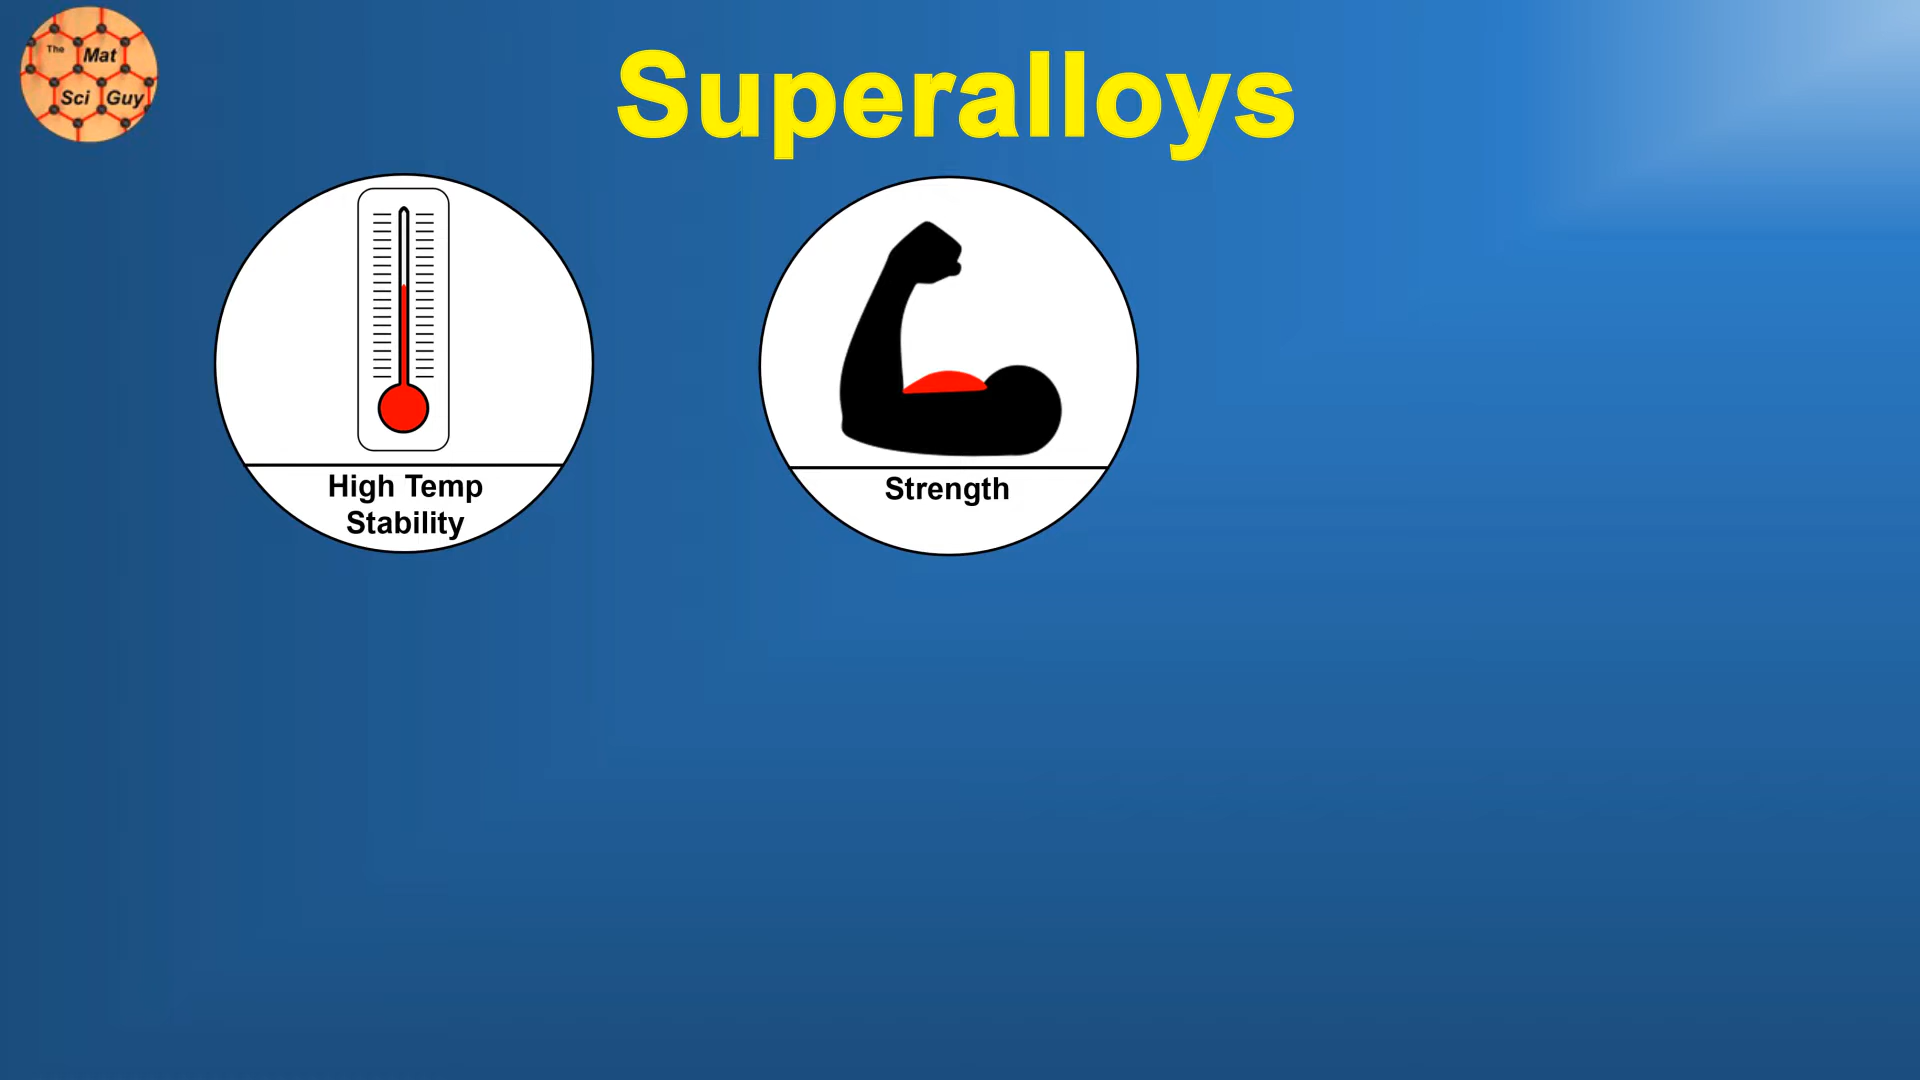 The
Mat
Sci Guy
Superalloys
High Temp
Stability
Strength